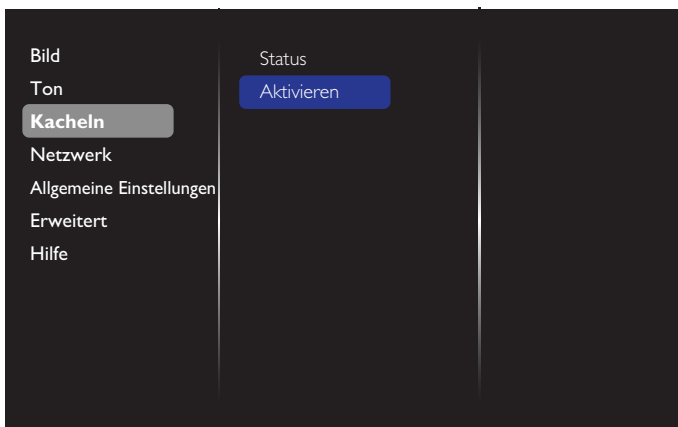 Bild
Ton
Kacheln
Netzwerk
Allgemeine Einstellungen
Erweitert
Hilfe
Status
Aktivieren